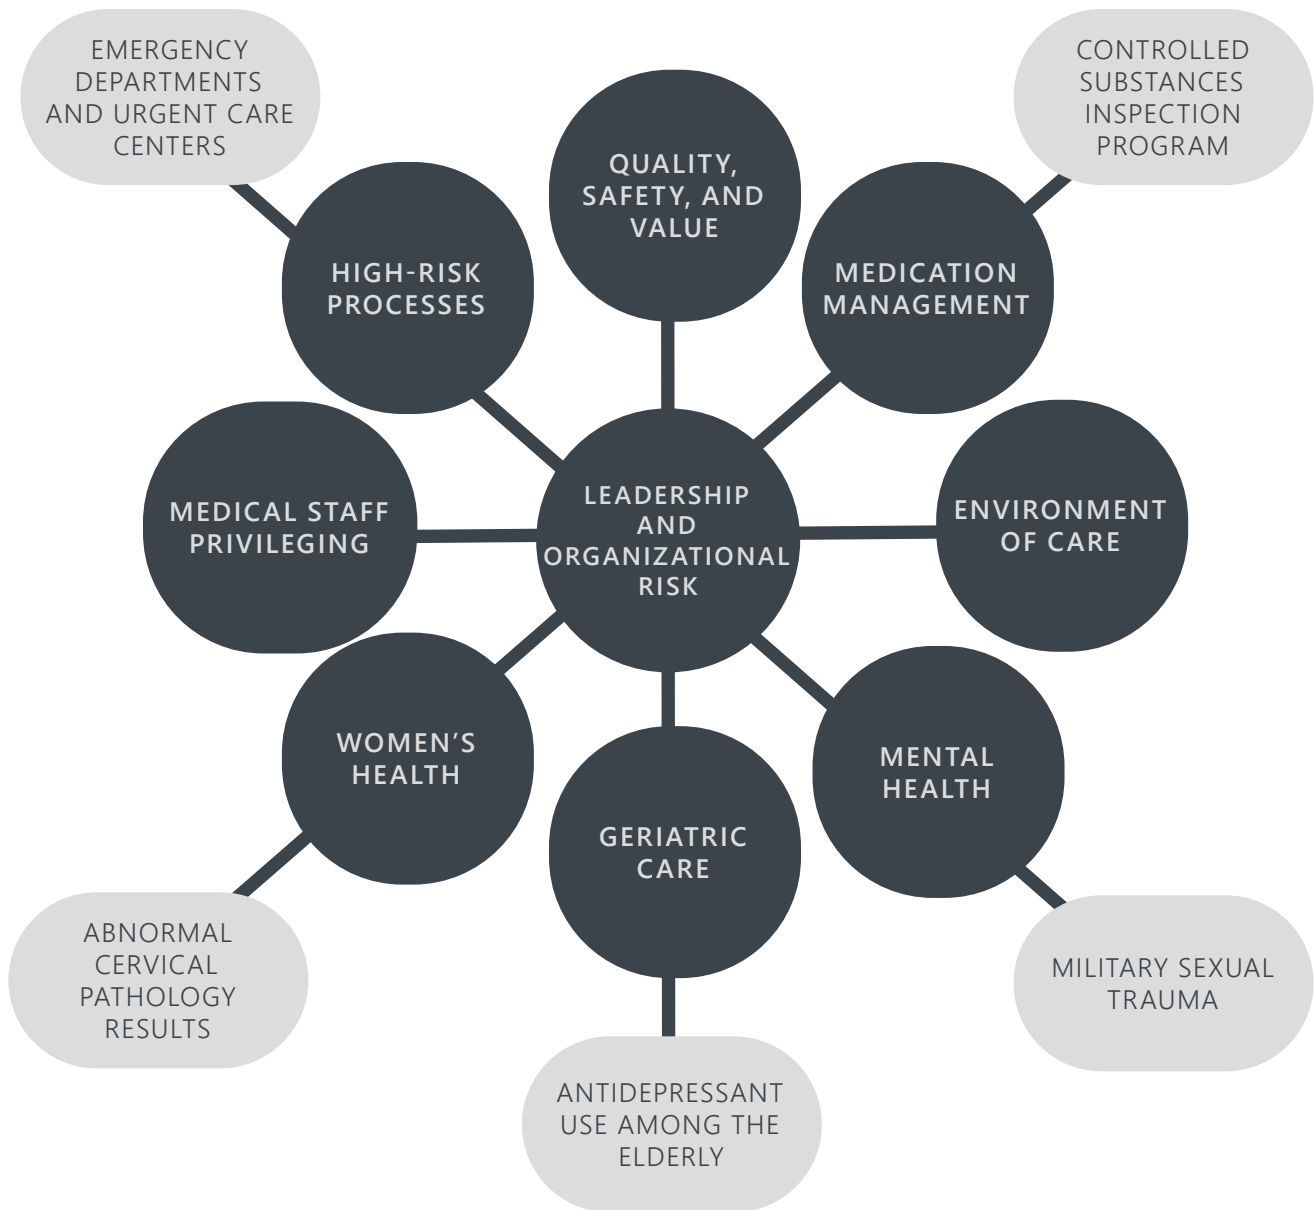 EMERGENCY
DEPARTMENTS
AND URGENT CARE
CENTERS
CONTROLLED
SUBSTANCES
INSPECTION
PROGRAM
QUALITY,
SAFETY, AND
VALUE
HIGH-RISK
PROCESSES
MEDICATION
MANAGEMENT
MEDICAL STAFF
PRIVILEGING
LEADERSHIP
AND
ORGANIZATIONAL
RISK
ENVIRONMENT
OF CARE
WOMEN’S
HEALTH
MENTAL
HEALTH
GERIATRIC
CARE
ABNORMAL
CERVICAL
PATHOLOGY
RESULTS
MILITARY SEXUAL
TRAUMA
ANTIDEPRESSANT
USE AMONG THE
ELDERLY